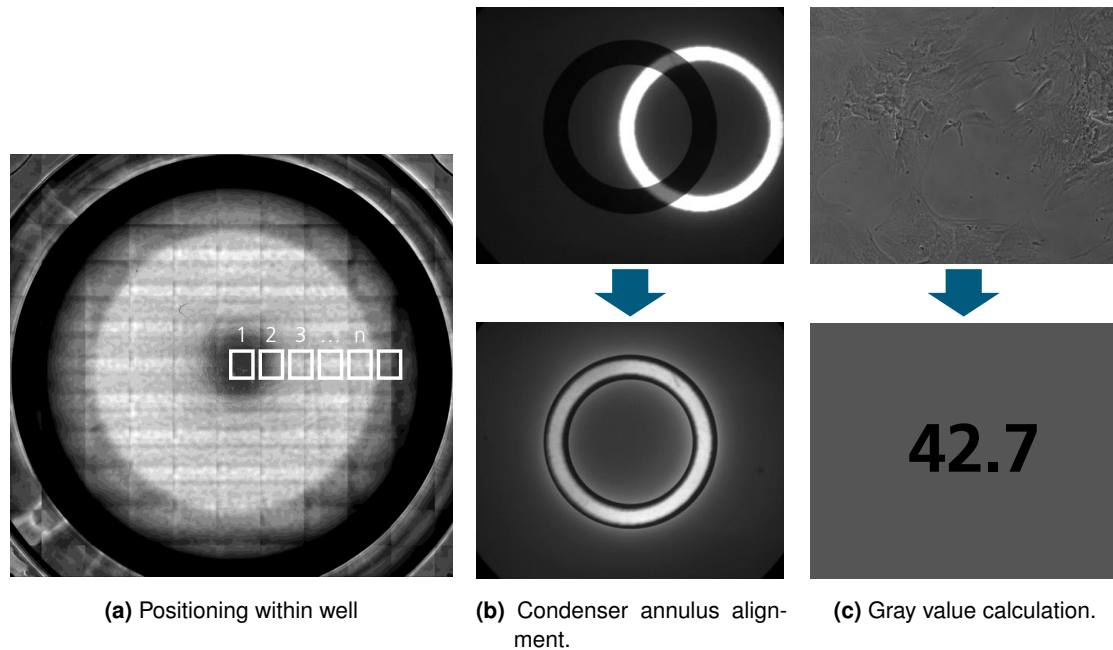 1 2 3 ... n
42.7
(a) Positioning within well
(b) Condenser annulus align-
ment.
(c) Gray value calculation.